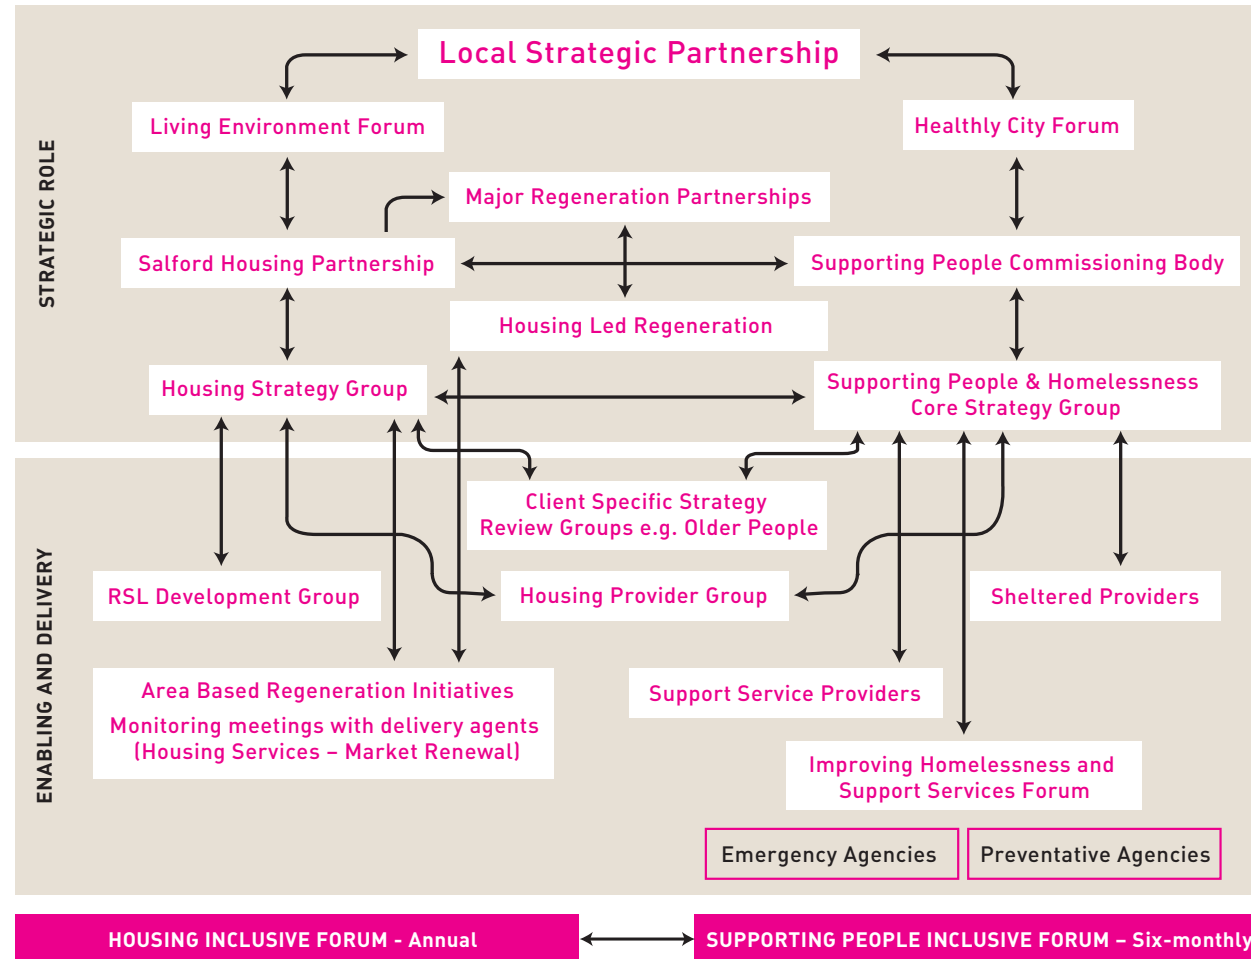 Local Strategic Partnership
Living Environment Forum
Healthly City Forum
STRATEGIC ROLE
Major Regeneration Partnerships
Salford Housing Partnership
Supporting People Commissioning Body
Housing Led Regeneration
Housing Strategy Group
Supporting People & Homelessness
Core Strategy Group
ENABLING AND DELIVERY
Client Specific Strategy
Review Groups e.g. Older People
RSL Development Group
Housing Provider Group
Sheltered Providers
Area Based Regeneration Initiatives
Monitoring meetings with delivery agents
(Housing Services – Market Renewal)
Support Service Providers
Improving Homelessness and
Support Services Forum
Emergency Agencies
Preventative Agencies
HOUSING INCLUSIVE FORUM - Annual
SUPPORTING PEOPLE INCLUSIVE FORUM – Six-monthly